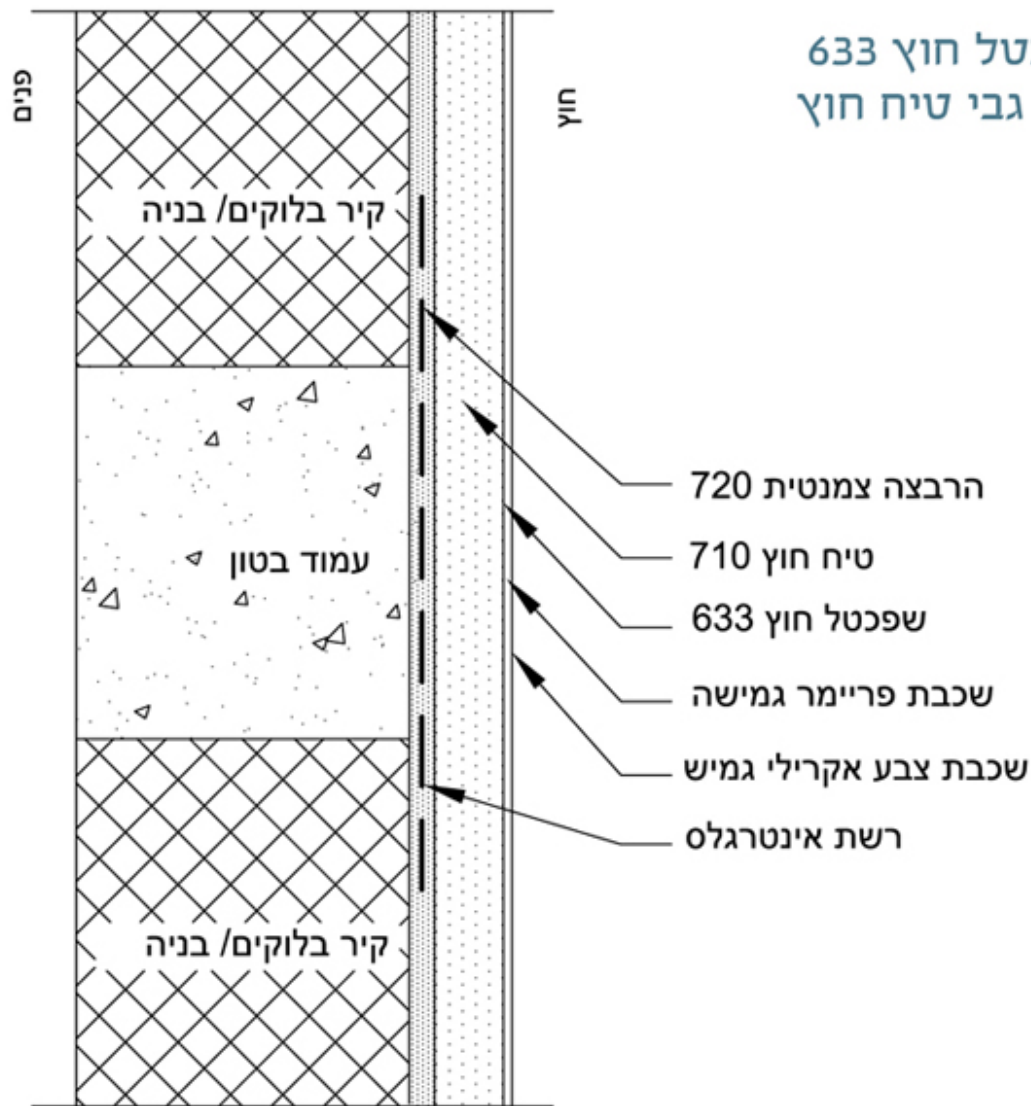 חוץ 633
גבי טיח חוץ
פנים
חוץ
קיר בלוקים/ בניה
עמוד בטון
קיר בלוקים/ בניה
הרבצה צמנטית 720
טיח חוץ 710
שפכטל חוץ 633
שכבת פריימר גמישה
שכבת צבע אקרילי גמיש
רשת אינטרגלס